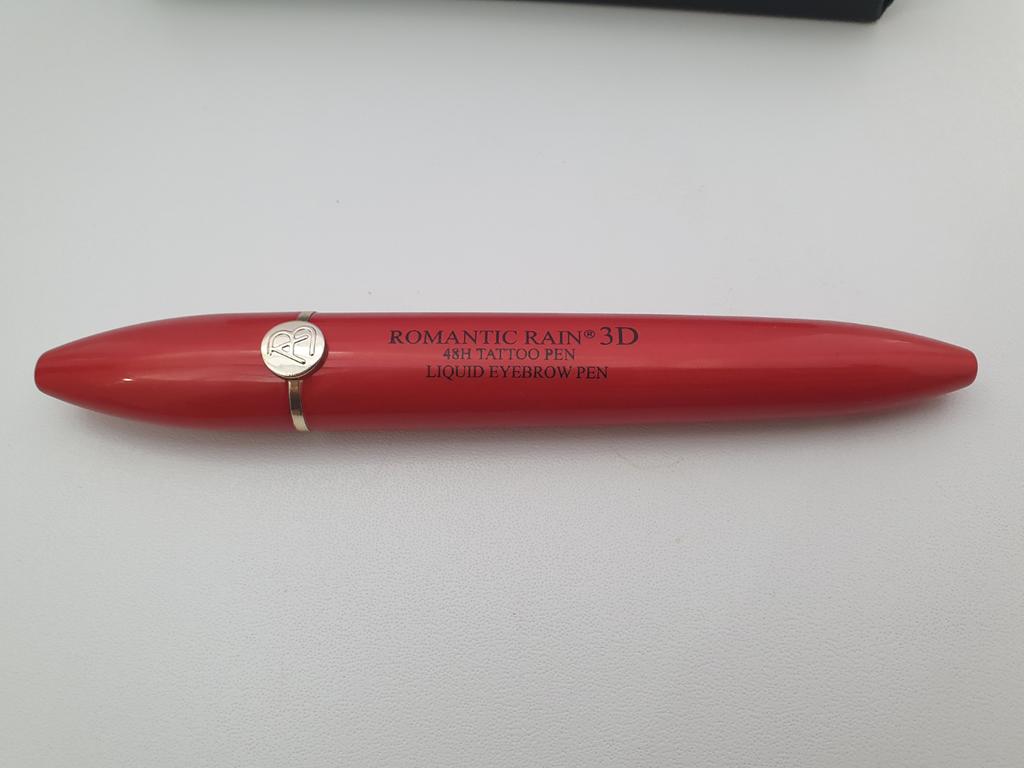 ROMANTIC RAIN® 3D
48H TATTOO PEN
LIQUID EYEBROW PEN